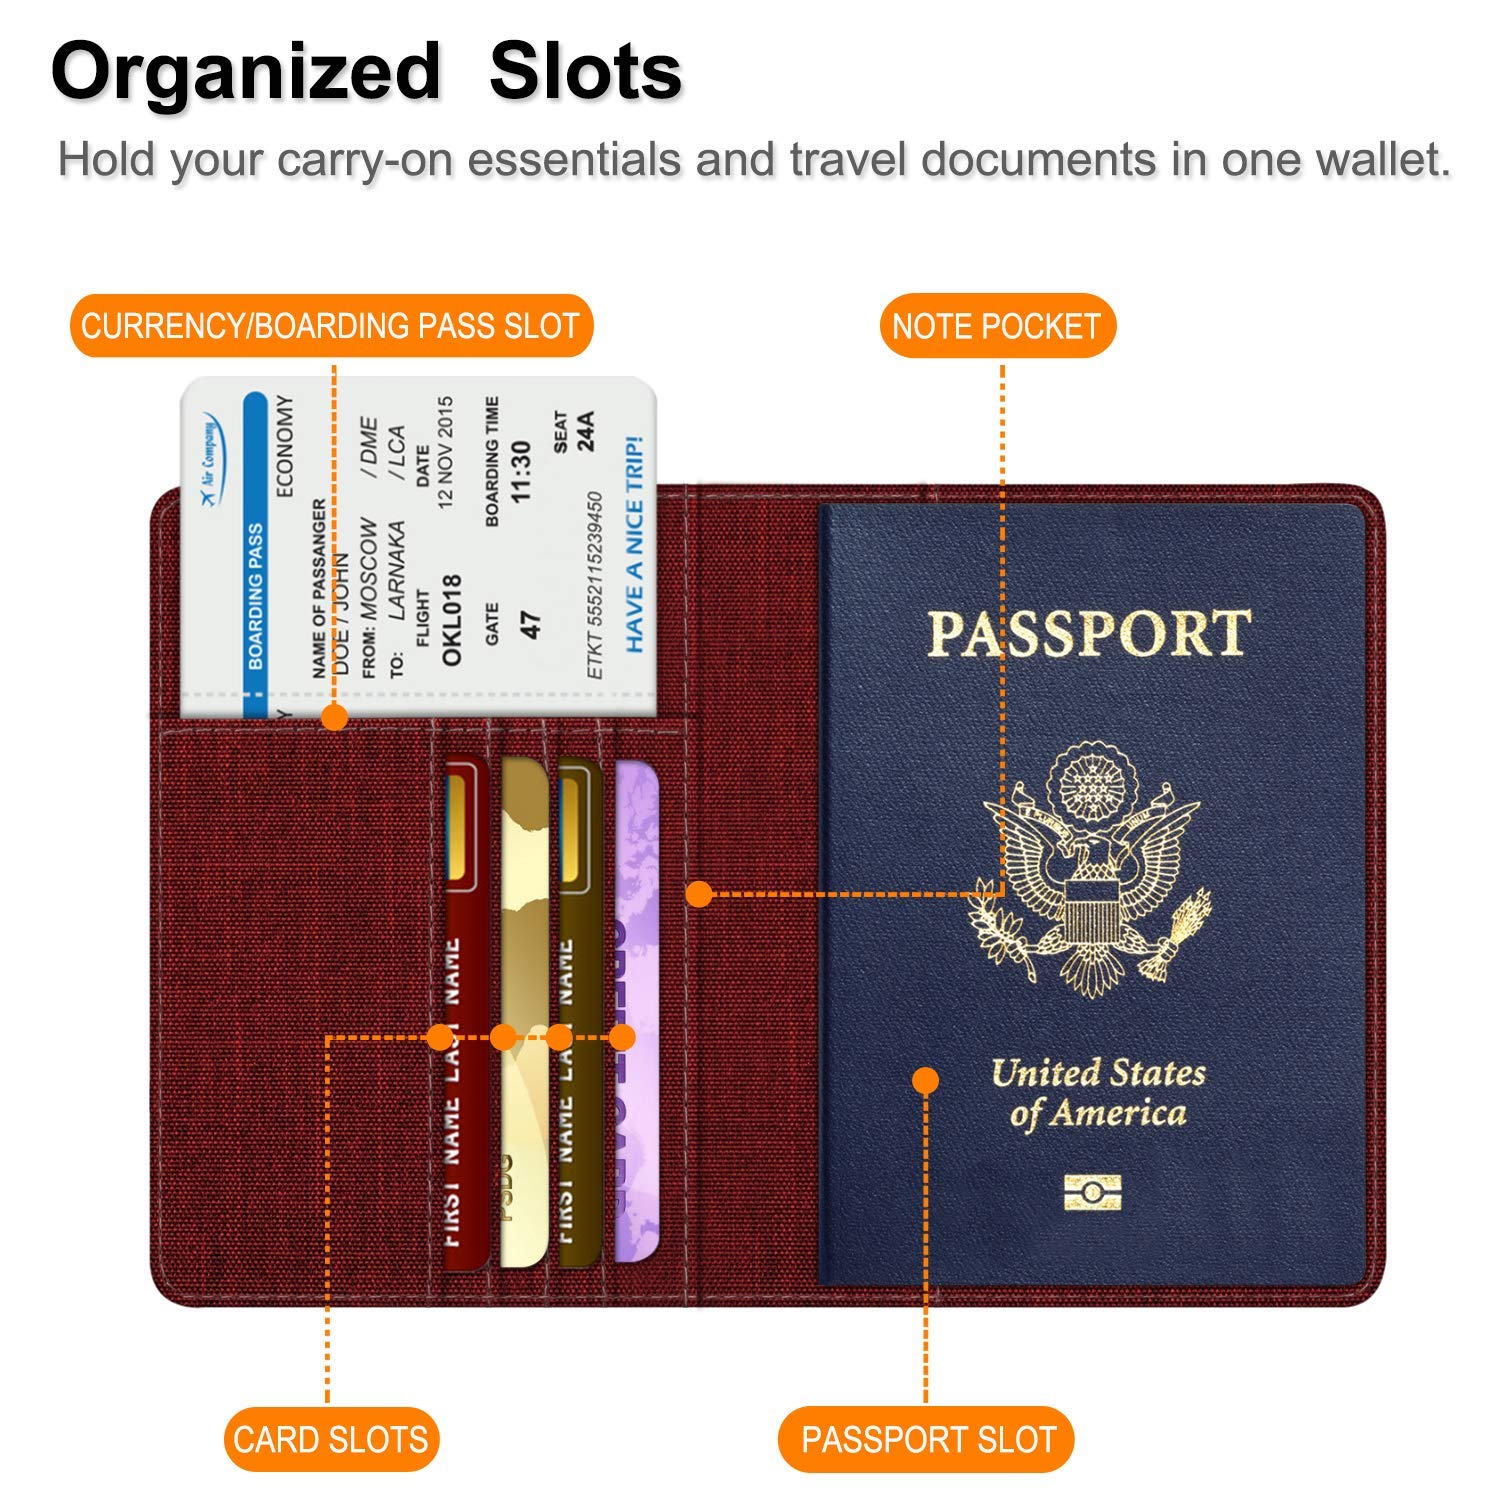 Organized Slots
Hold your carry-on essentials and travel documents in one wallet.
CURRENCY/BOARDING PASS SLOT
NOTE POCKET
Air Company
BOARDING PASS
ECONOMY
NAME OF PASSANGER
DOE / JOHN
FROM: MOSCOW / DME
TO: LARNAKA / LCA
FLIGHT DATE
OKL018 12 NOV 2015
GATE BOARDING TIME
47 11:30
SEAT
24A
ETKT 5552115239450
HAVE A NICE TRIP!
Y
FIRST NAME LAST NAME
PSDG
FIRST NAME LAST NAME
CREDIT CARD
PASSPORT
United States
of America
CARD SLOTS
PASSPORT SLOT